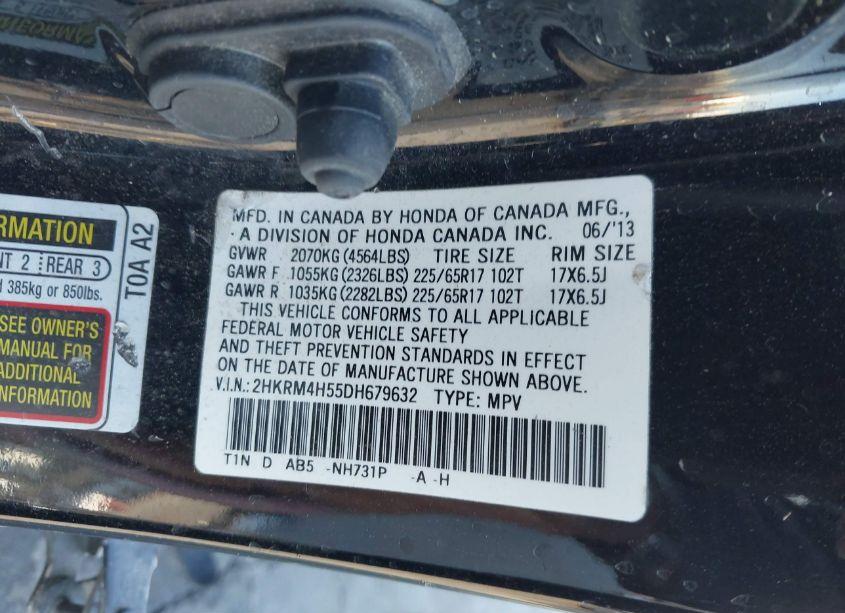 MFD. IN CANADA BY HONDA OF CANADA MFG.,
A DIVISION OF HONDA CANADA INC. 06/'13
GVWR 2070KG (4564LBS) TIRE SIZE RIM SIZE
GAWR F 1055KG (2326LBS) 225/65R17 102T 17X6.5J
GAWR R 1035KG (2282LBS) 225/65R17 102T 17X6.5J
THIS VEHICLE CONFORMS TO ALL APPLICABLE
FEDERAL MOTOR VEHICLE SAFETY
AND THEFT PREVENTION STANDARDS IN EFFECT
ON THE DATE OF MANUFACTURE SHOWN ABOVE.
V.I.N.: 2HKRM4H55DH679632 TYPE: MPV
T1N D AB5 -NH731P -A -H
2 REAR 3
385kg or 850lbs.
T0A A2
SEE OWNER'S
MANUAL FOR
ADDITIONAL